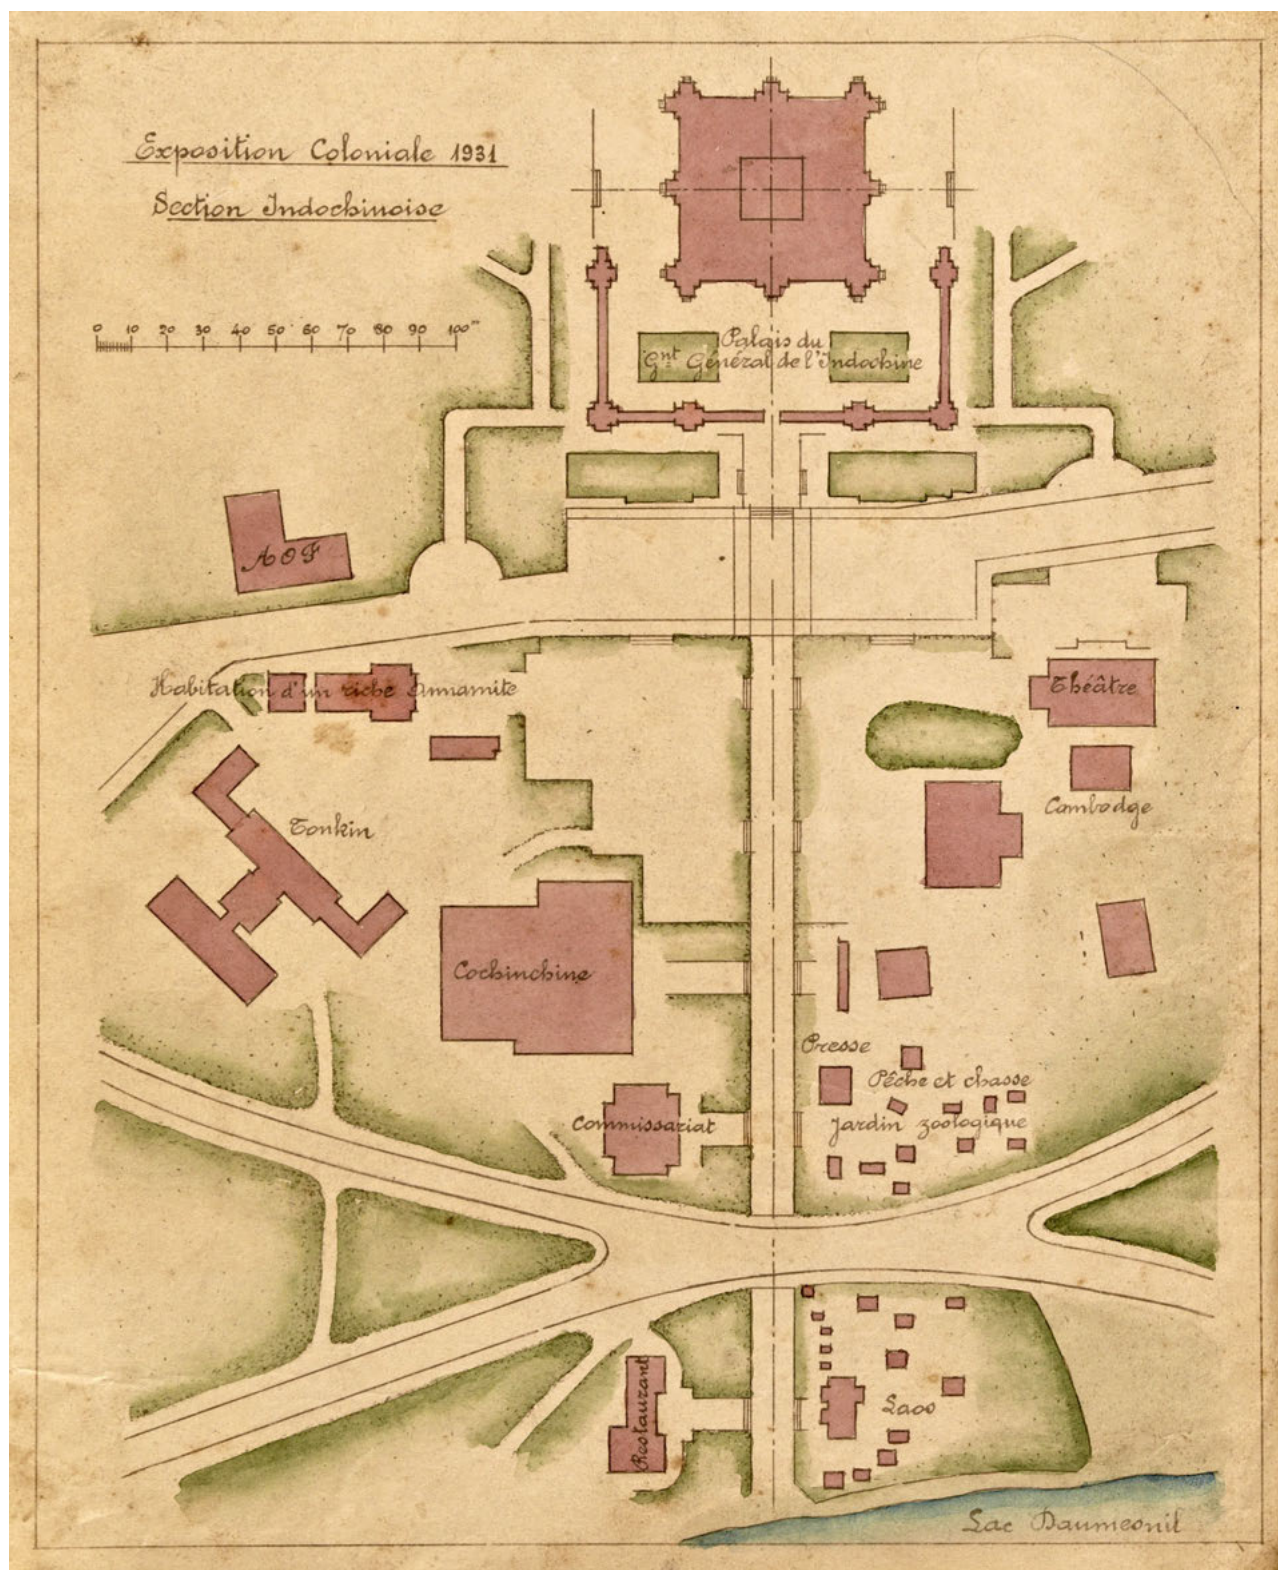 Exposition Coloniale 1931
Section Indochinoise
0 10 20 30 40 50 60 70 80 90 100m
Palais du
Gnt Général de l'Indochine
AOF
Habitation d'un riche Annamite
Théâtre
Cambodge
Tonkin
Cochinchine
Presse
Pêche et chasse
Commissariat
Jardin zoologique
Restaurant
Laos
Lac Daumesnil